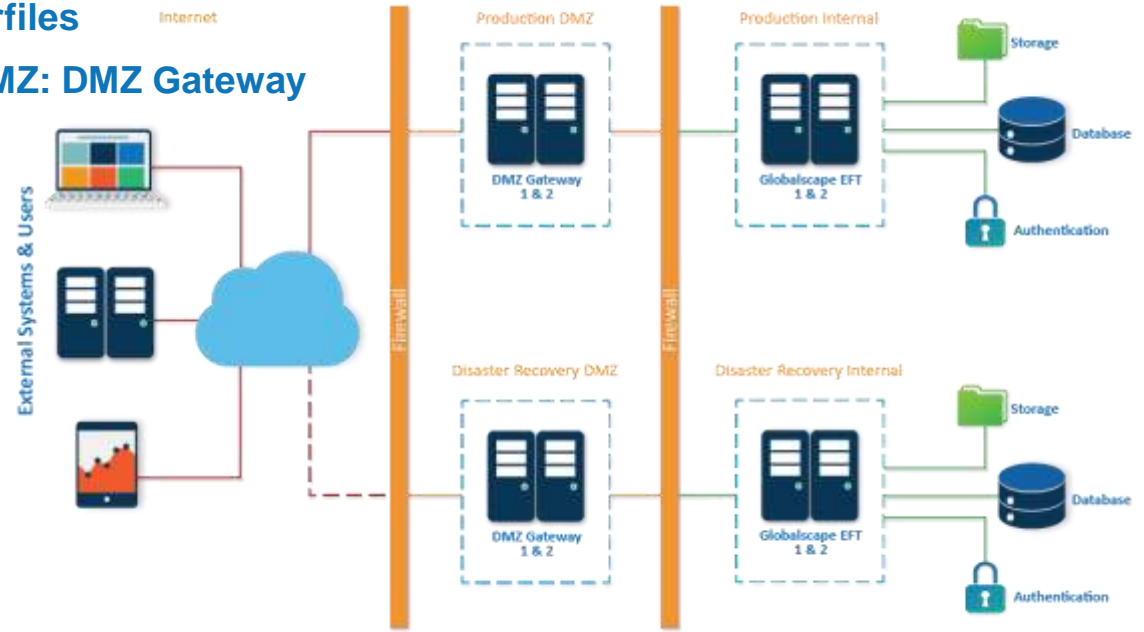 rfiles
MZ: DMZ Gateway
Internet
Production DMZ
Production Internal
External Systems & Users
Firewall
Firewall
DMZ Gateway
1 & 2
Globalscape EFT
1 & 2
Storage
Database
Authentication
Disaster Recovery DMZ
Disaster Recovery Internal
DMZ Gateway
1 & 2
Globalscape EFT
1 & 2
Storage
Database
Authentication